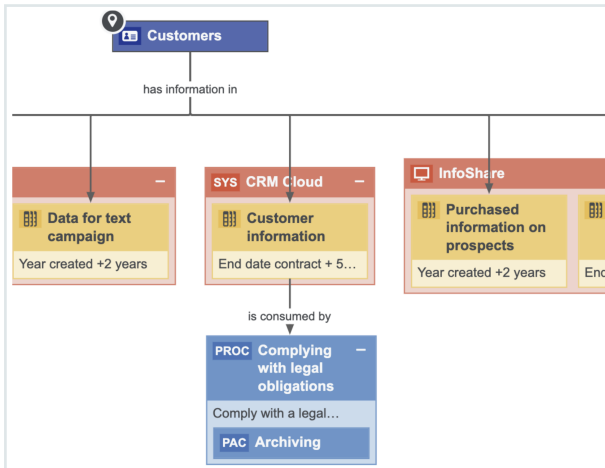 Customers
has information in
Data for text
campaign
Year created +2 years
SYS CRM Cloud
Customer
information
End date contract + 5…
InfoShare
Purchased
information on
prospects
Year created +2 years
Enc
is consumed by
PROC Complying
with legal
obligations
Comply with a legal…
PAC Archiving